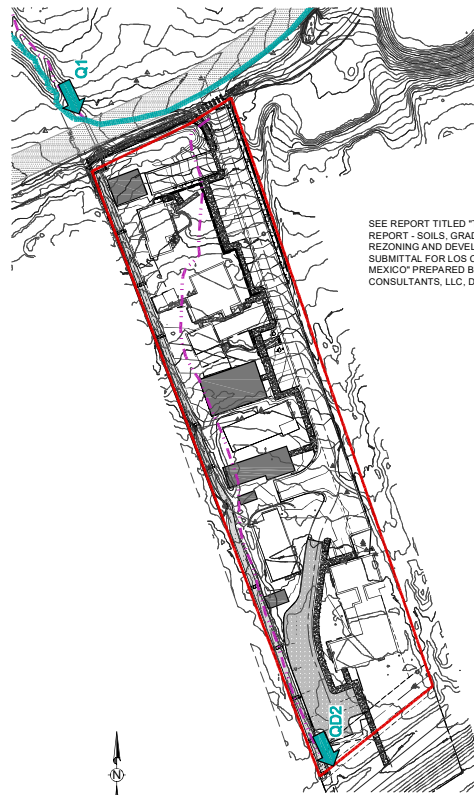 Q1
SEE REPORT TITLED "
REPORT - SOILS, GRAD
REZONING AND DEVEL
SUBMITTAL FOR LOS
MEXICO" PREPARED B
CONSULTANTS, LLC, D
QD2
N